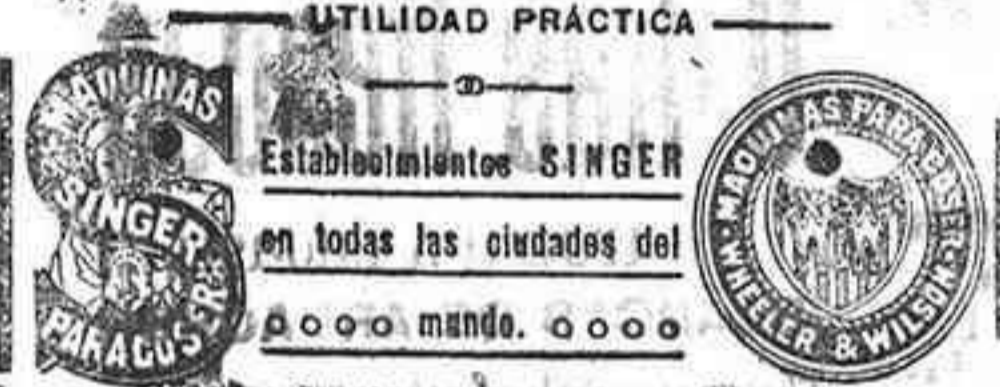 UTILIDAD PRÁCTICA
MAQUINAS
SINGER
PARA COSER
Establecimientos SINGER
en todas las ciudades del
mundo.
MAQUINAS PARA COSER
WHEELER & WILSON